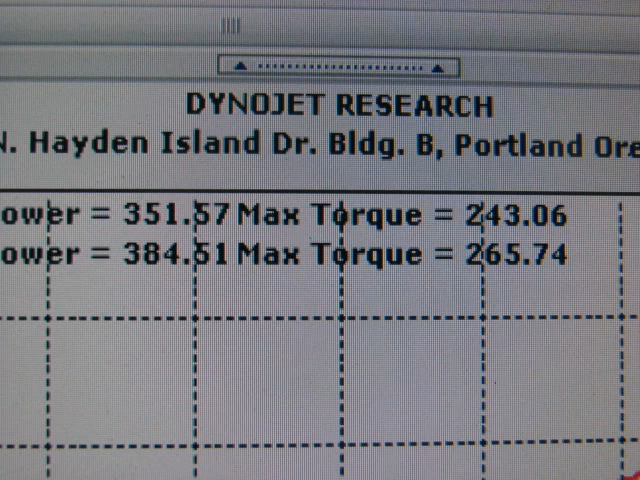 DYNOJET RESEARCH
N. Hayden Island Dr. Bldg. B, Portland Ore
ower = 351.57 Max Torque = 243.06
ower = 384.51 Max Torque = 265.74